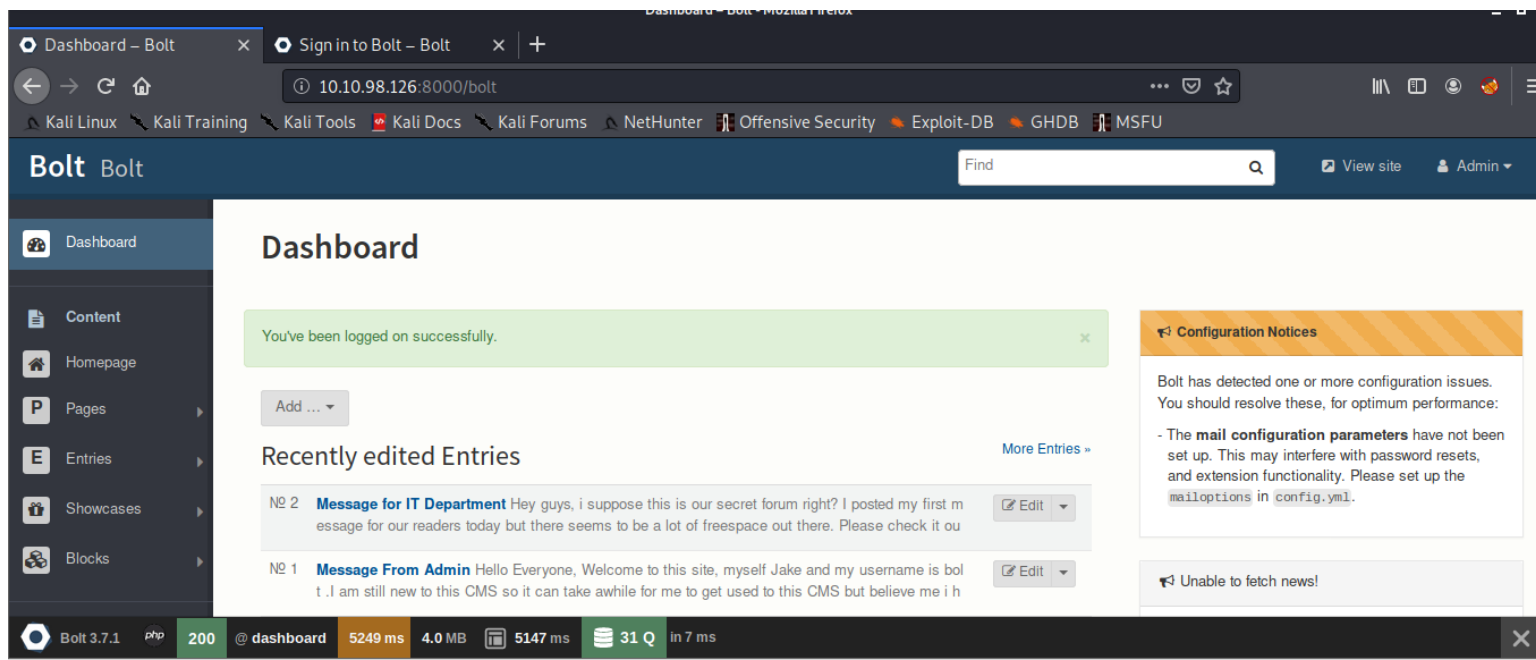 Dashboard – Bolt - Mozilla Firefox
Dashboard – Bolt
Sign in to Bolt – Bolt
10.10.98.126:8000/bolt
Kali Linux Kali Training Kali Tools Kali Docs Kali Forums NetHunter Offensive Security Exploit-DB GHDB MSFU
Bolt Bolt
Find
View site
Admin
Dashboard
Content
Homepage
P Pages
E Entries
Showcases
Blocks
Dashboard
You've been logged on successfully. ×
Add ...
Recently edited Entries
More Entries »
№ 2 Message for IT Department Hey guys, i suppose this is our secret forum right? I posted my first m
essage for our readers today but there seems to be a lot of freespace out there. Please check it ou
Edit
№ 1 Message From Admin Hello Everyone, Welcome to this site, myself Jake and my username is bol
t .I am still new to this CMS so it can take awhile for me to get used to this CMS but believe me i h
Edit
Configuration Notices
Bolt has detected one or more configuration issues.
You should resolve these, for optimum performance:
- The mail configuration parameters have not been
set up. This may interfere with password resets,
and extension functionality. Please set up the
mailoptions in config.yml.
Unable to fetch news!
Bolt 3.7.1 php 200 @ dashboard 5249 ms 4.0 MB 5147 ms 31 Q in 7 ms